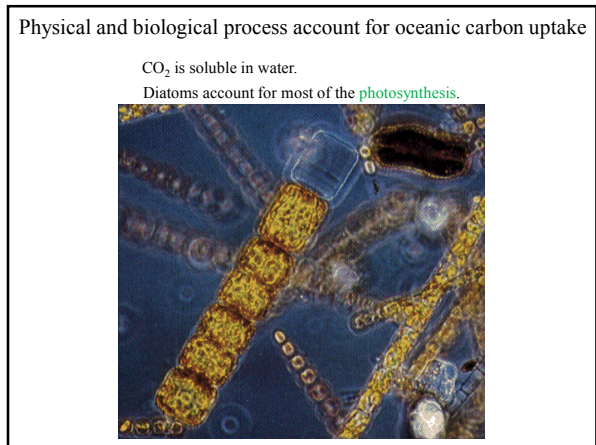 Physical and biological process account for oceanic carbon uptake
CO₂ is soluble in water.
Diatoms account for most of the photosynthesis.